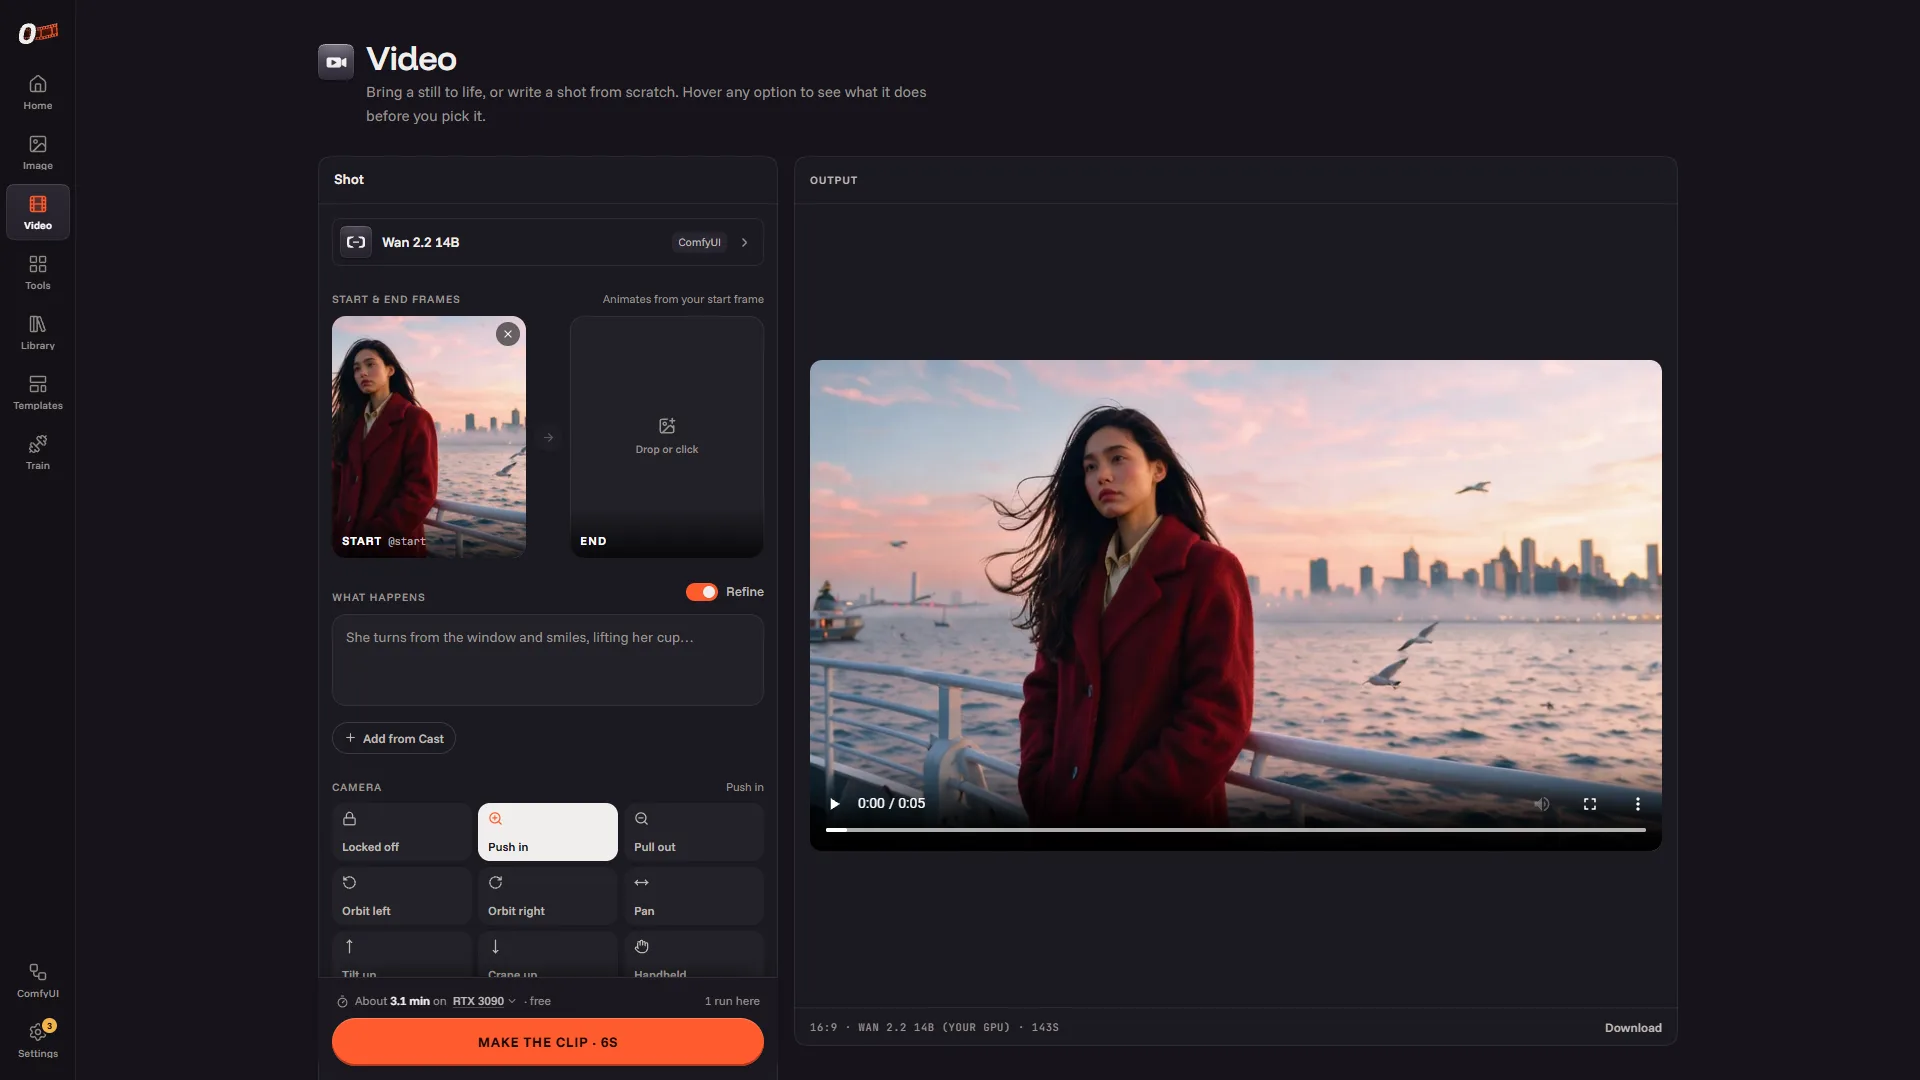 Home
Image
Video
Tools
Library
Templates
Train
ComfyUI
3
Settings
Video
Bring a still to life, or write a shot from scratch. Hover any option to see what it does
before you pick it.
Shot
Wan 2.2 14B
ComfyUI
START & END FRAMES
Animates from your start frame
START @start
Drop or click
END
WHAT HAPPENS
Refine
She turns from the window and smiles, lifting her cup...
+ Add from Cast
CAMERA
Push in
Locked off
Push in
Pull out
Orbit left
Orbit right
Pan
Tilt up
Crane up
Handheld
About 3.1 min on RTX 3090 · free
1 run here
MAKE THE CLIP · 6S
OUTPUT
0:00 / 0:05
16:9 · WAN 2.2 14B (YOUR GPU) · 143S
Download